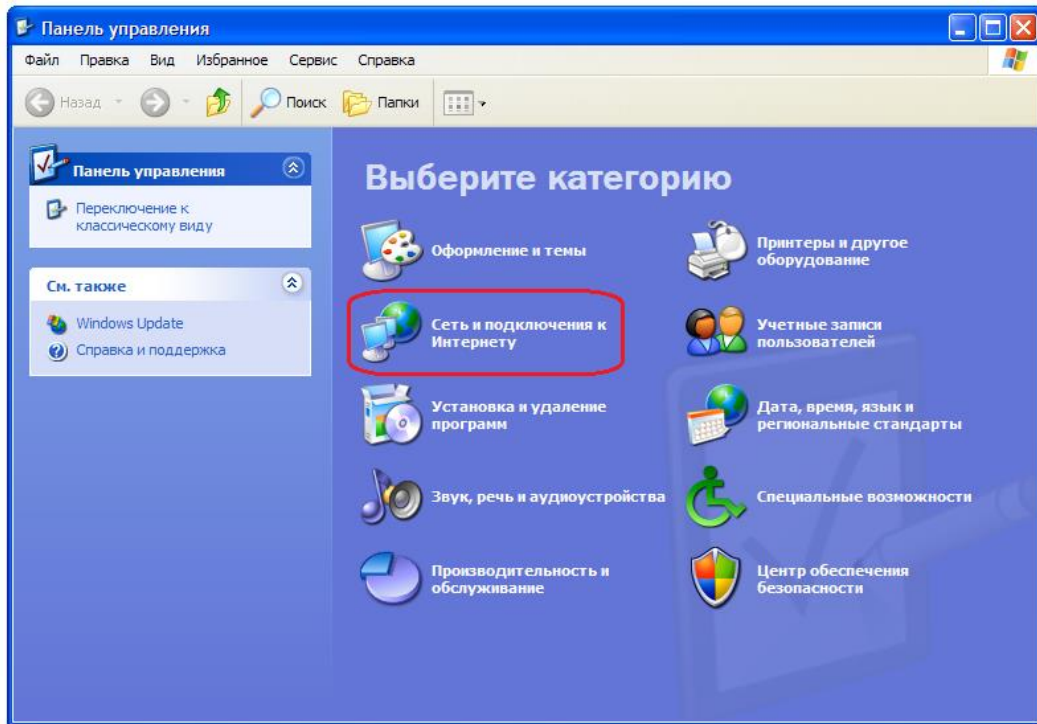 Панель управления
Файл Правка Вид Избранное Сервис Справка
Назад Поиск Папки
Панель управления
Переключение к
классическому виду
См. также
Windows Update
Справка и поддержка
Выберите категорию
Оформление и темы
Принтеры и другое
оборудование
Сеть и подключения к
Интернету
Учетные записи
пользователей
Установка и удаление
программ
Дата, время, язык и
региональные стандарты
Звук, речь и аудиоустройства
Специальные возможности
Производительность и
обслуживание
Центр обеспечения
безопасности